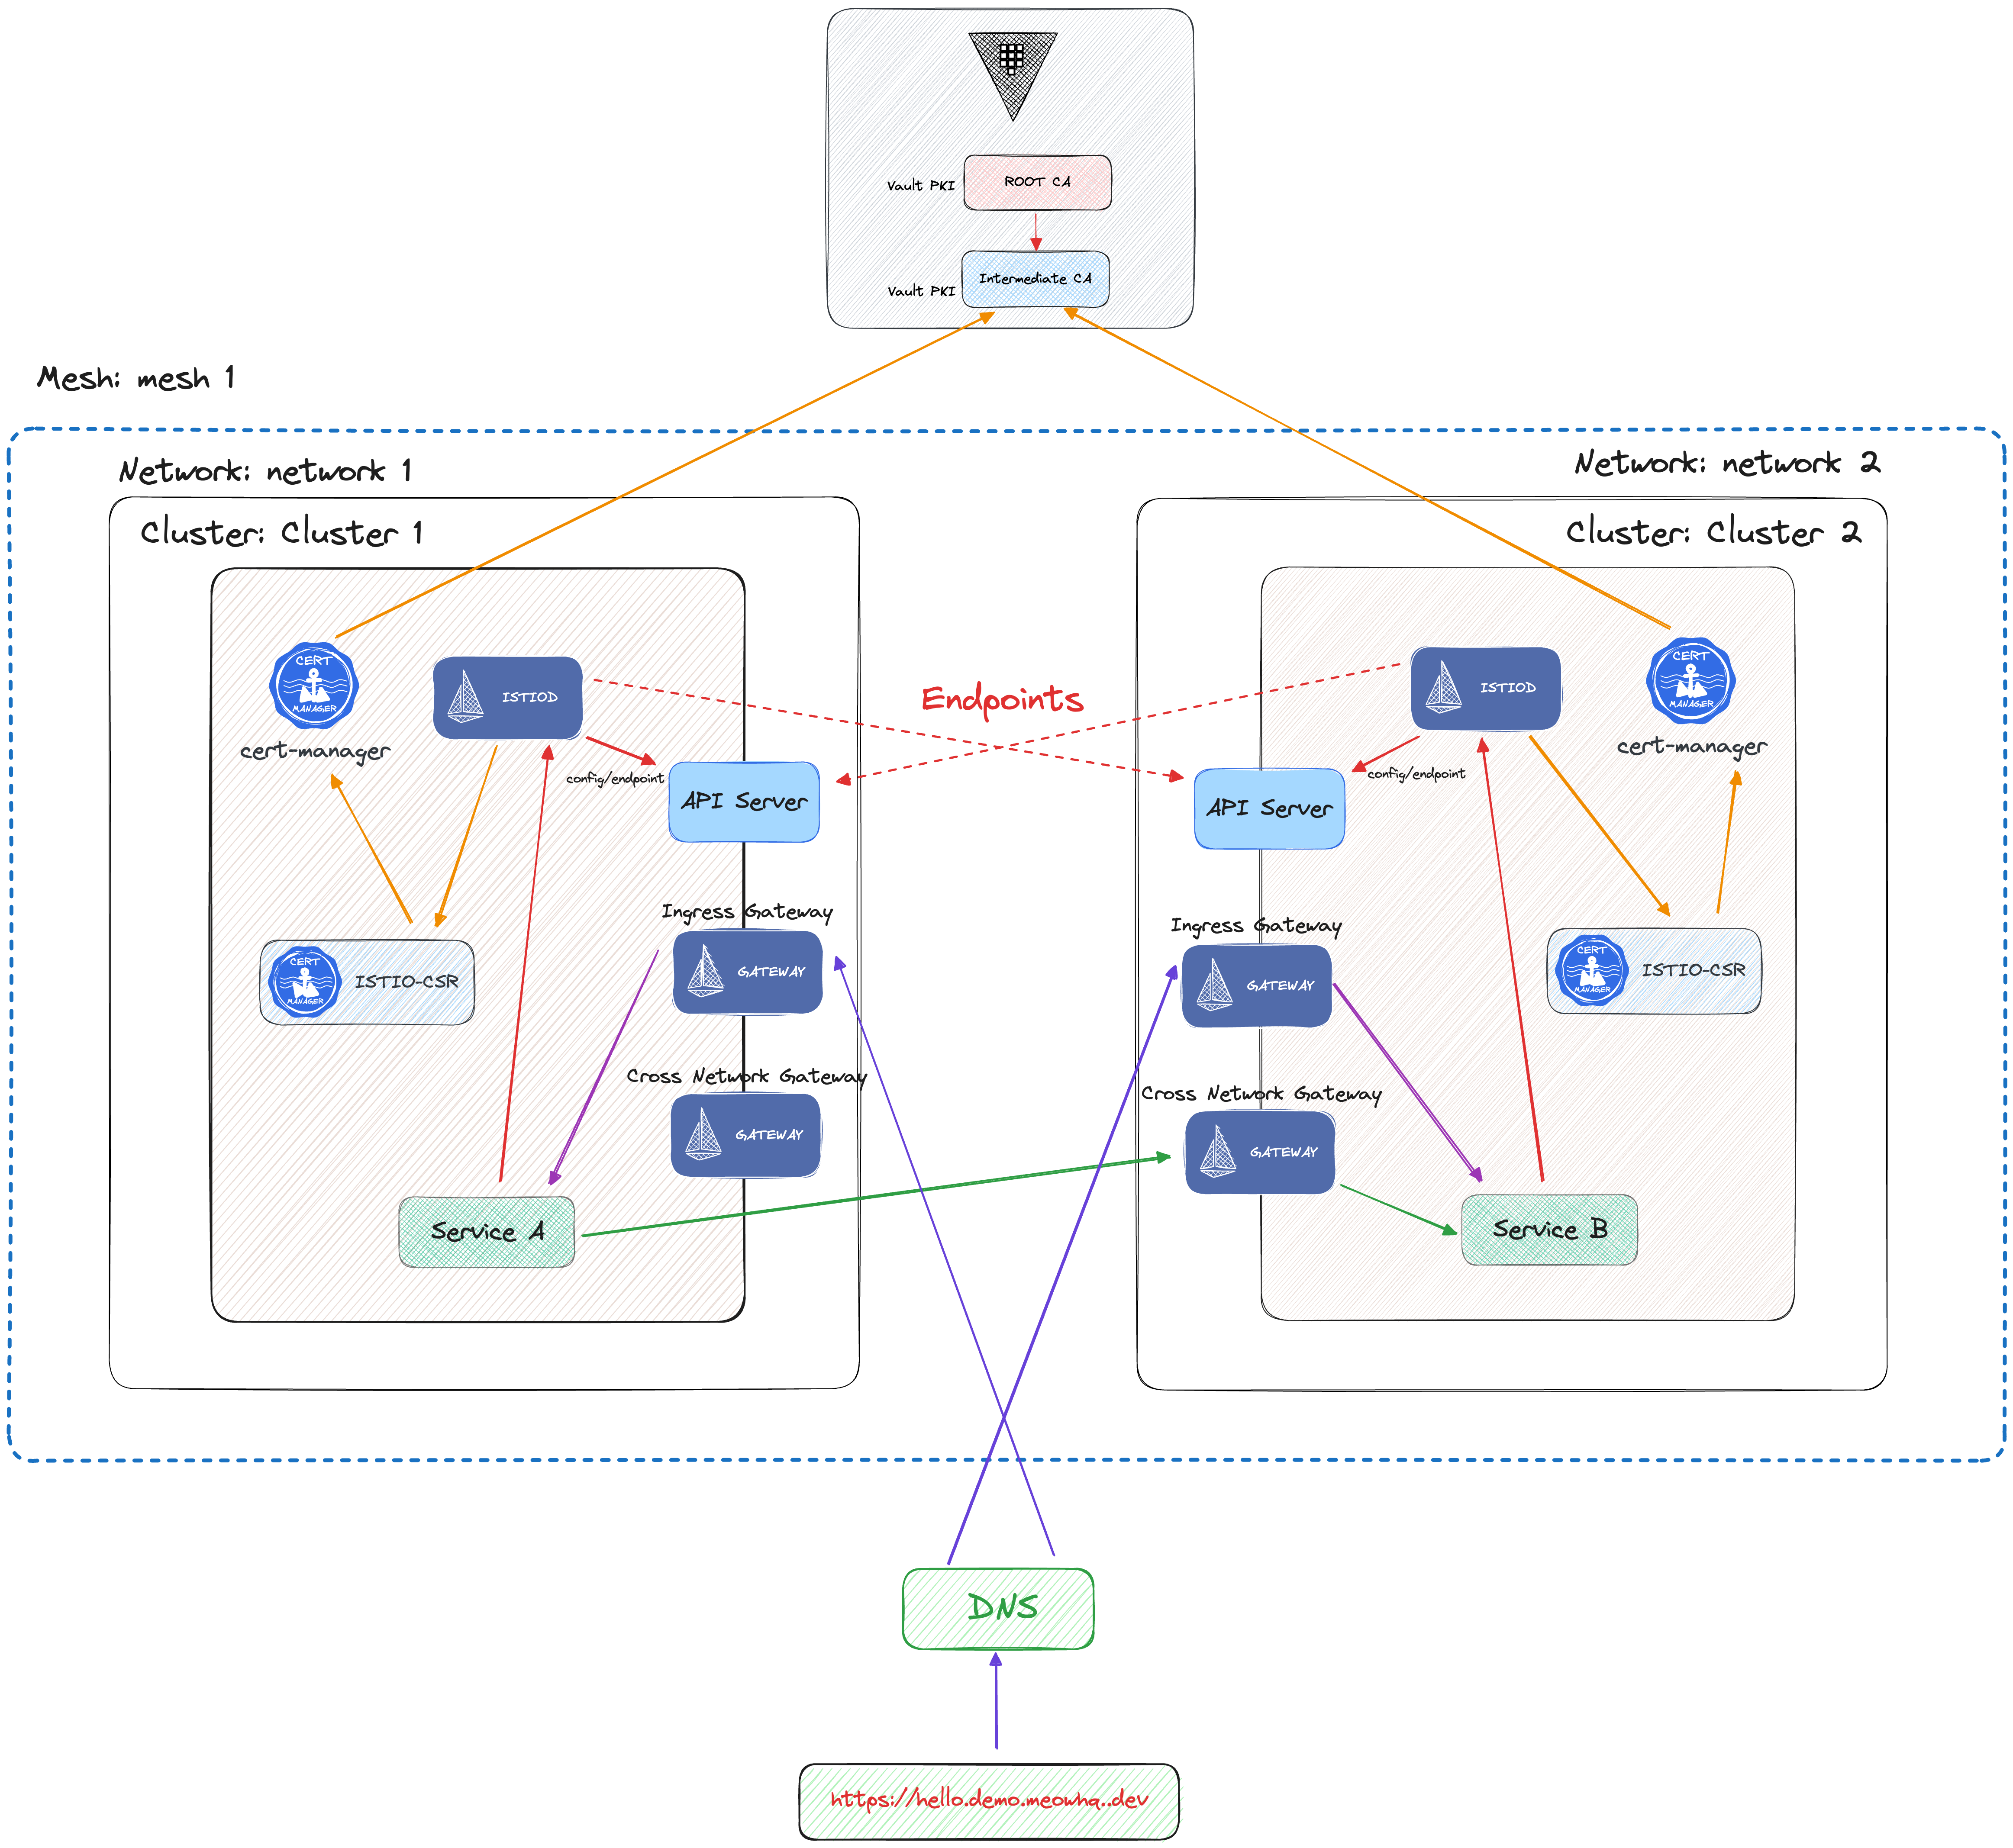 Vault PKI
ROOT CA
Vault PKI
Intermediate CA
Mesh: mesh 1
Network: network 1
Cluster: Cluster 1
CERT
MANAGER
cert-manager
ISTIOD
config/endpoint
API Server
CERT
MANAGER
ISTIO-CSR
Ingress Gateway
GATEWAY
Cross Network Gateway
GATEWAY
Service A
Endpoints
Network: network 2
Cluster: Cluster 2
ISTIOD
CERT
MANAGER
cert-manager
config/endpoint
API Server
Ingress Gateway
GATEWAY
CERT
MANAGER
ISTIO-CSR
Cross Network Gateway
GATEWAY
Service B
DNS
https://hello.demo.meowhq..dev